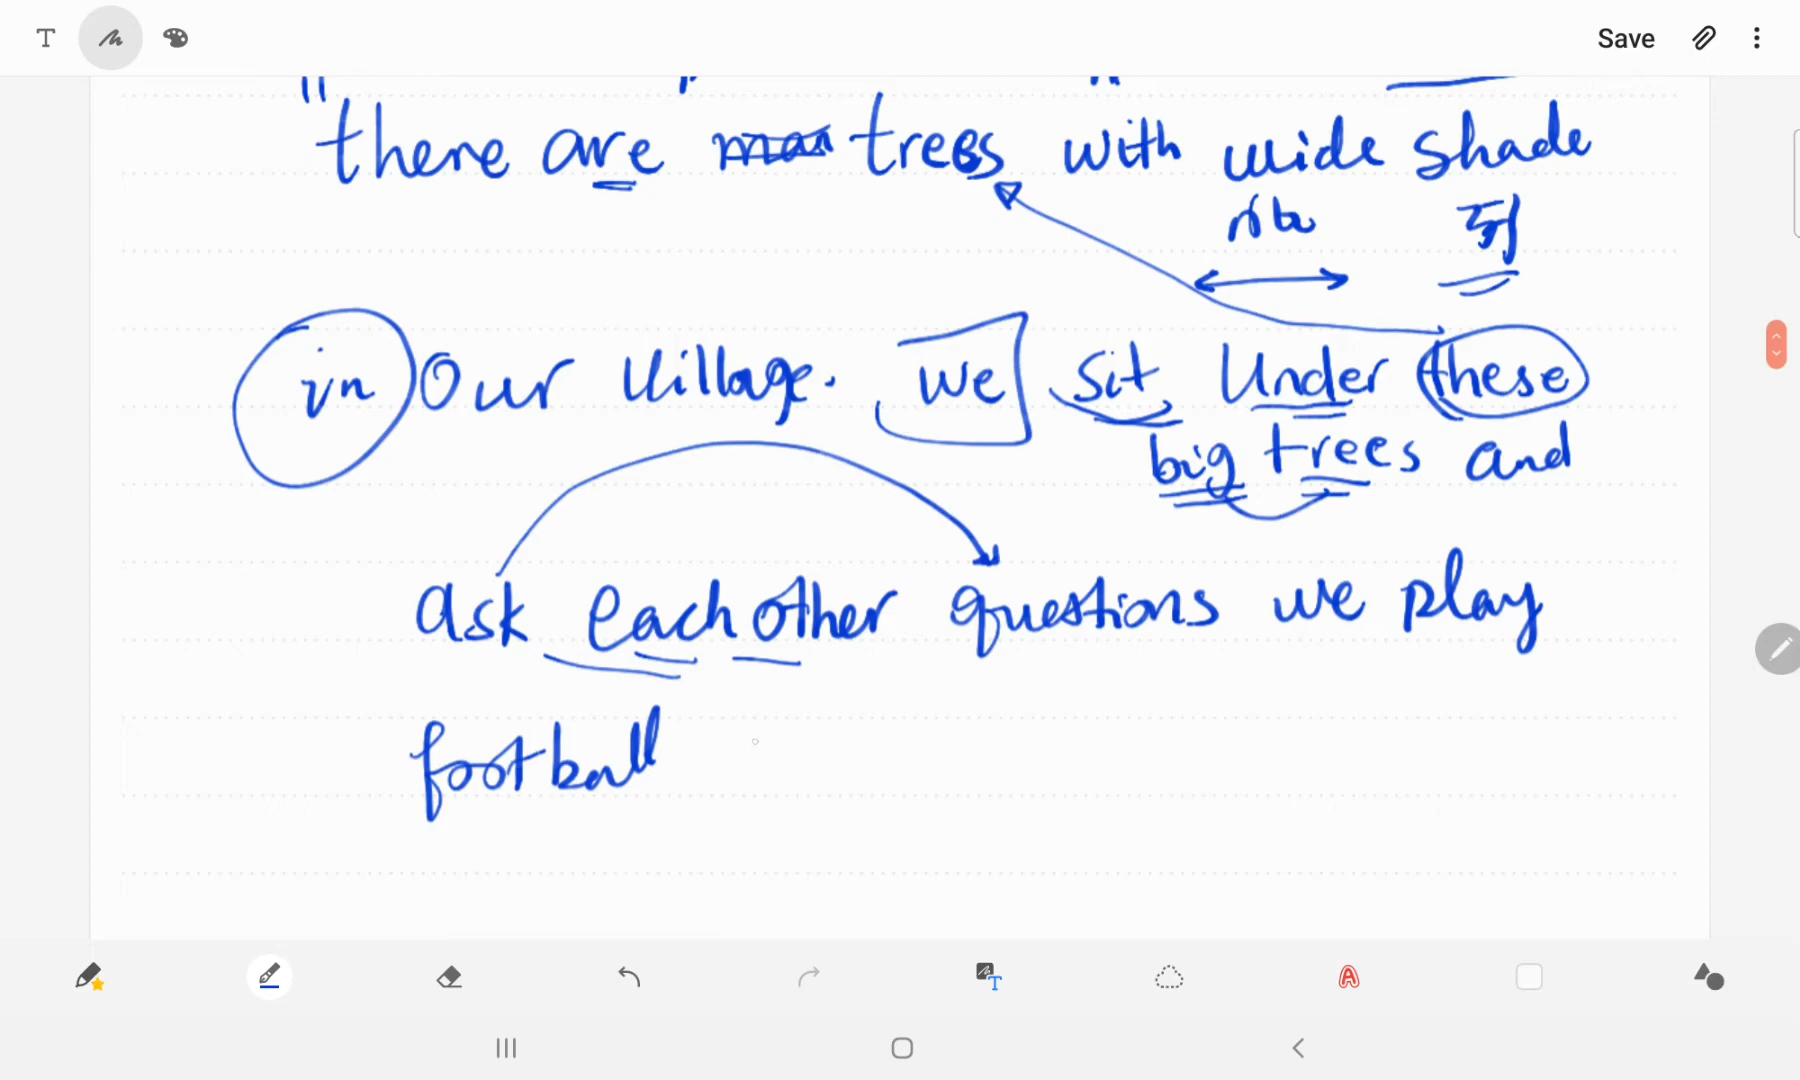 Save
there are trees with wide shade
in Our Village. we sit Under these
big trees and
ask each other questions we play
football